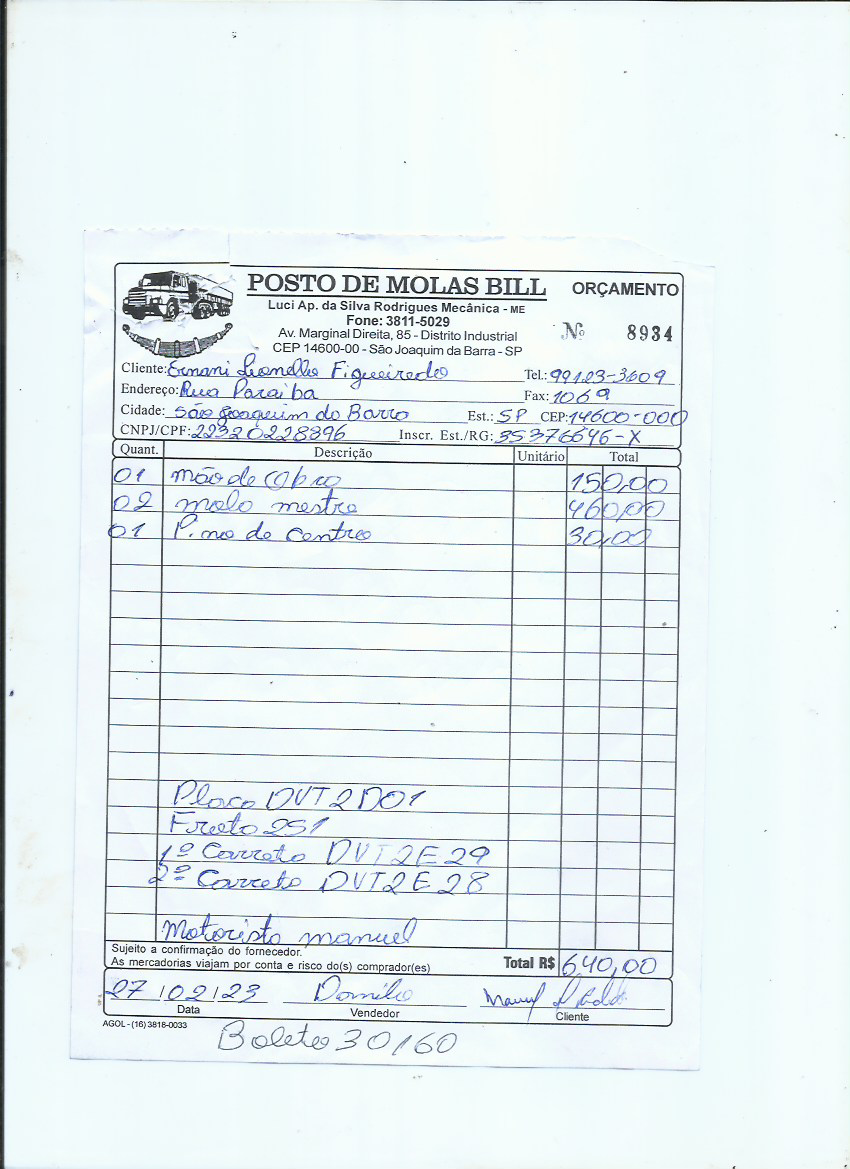 POSTO DE MOLAS BILL
ORÇAMENTO
Luci Ap. da Silva Rodrigues Mecânica - ME
Fone: 3811-5029
Nº 8934
Av. Marginal Direita, 85 - Distrito Industrial
CEP 14600-00 - São Joaquim da Barra - SP
Cliente: Ernani Leonello Figueiredo Tel.: 99123-3609
Endereço: Rua Paraiba Fax: 1069
Cidade: São Joaquim da Barra Est.: SP CEP: 14600-000
CNPJ/CPF: 22320228896 Inscr. Est./RG: 35376646-X
Quant. Descrição Unitário Total
01 mão de obra 150,00
02 mola mestre 460,00
01 Pino de centro 30,00
Placa DVT2D01
Frota 251
1º Carreta DVT2E29
2º Carreta DVT2E28
Motorista manuel
Sujeito a confirmação do fornecedor.
As mercadorias viajam por conta e risco do(s) comprador(es)
Total R$ 640,00
27/02/23 Domilio Manuel
Data Vendedor Cliente
AGOL - (16) 3818-0033
Boleto 30/60